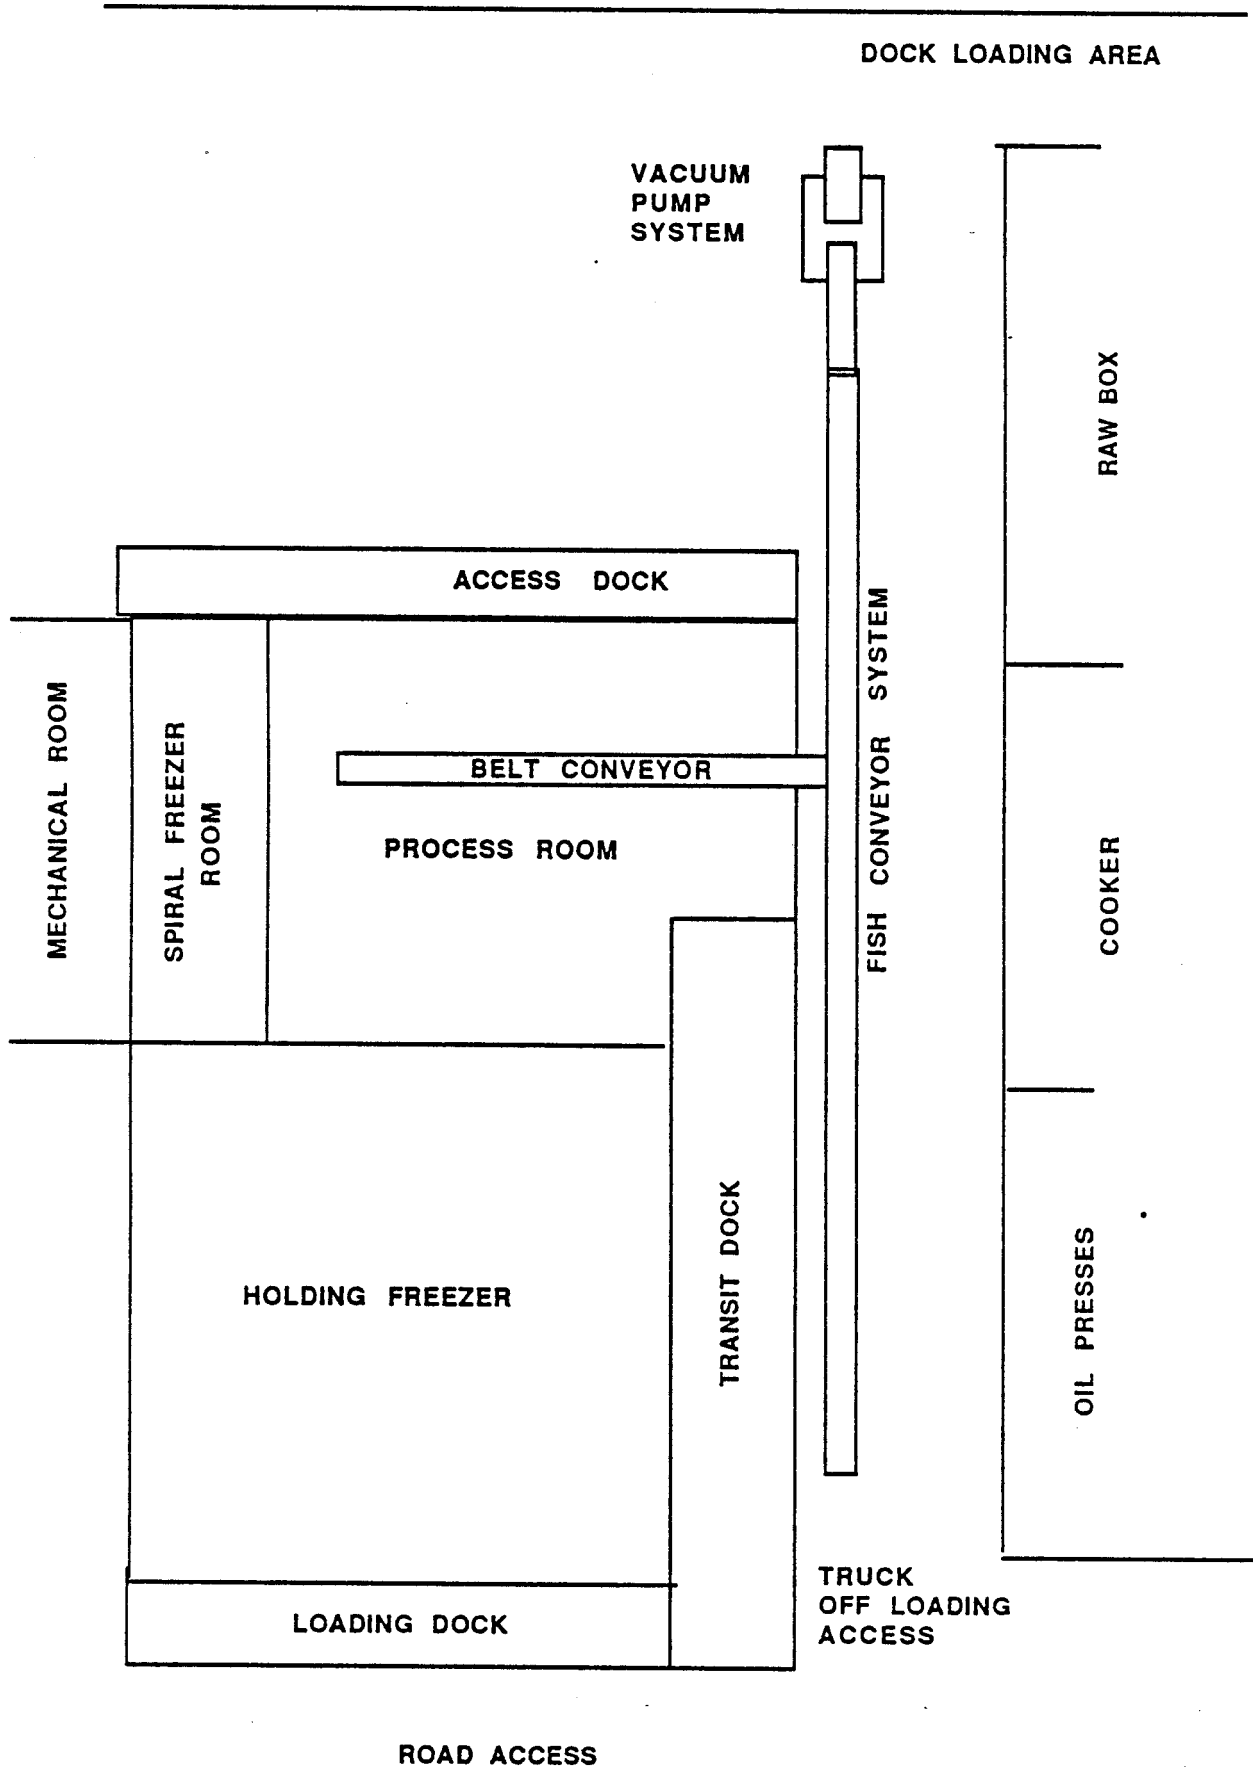 DOCK LOADING AREA
VACUUM
PUMP
SYSTEM
RAW BOX
ACCESS DOCK
MECHANICAL ROOM
SPIRAL FREEZER
ROOM
BELT CONVEYOR
PROCESS ROOM
FISH CONVEYOR SYSTEM
COOKER
HOLDING FREEZER
TRANSIT DOCK
OIL PRESSES
LOADING DOCK
TRUCK
OFF LOADING
ACCESS
ROAD ACCESS